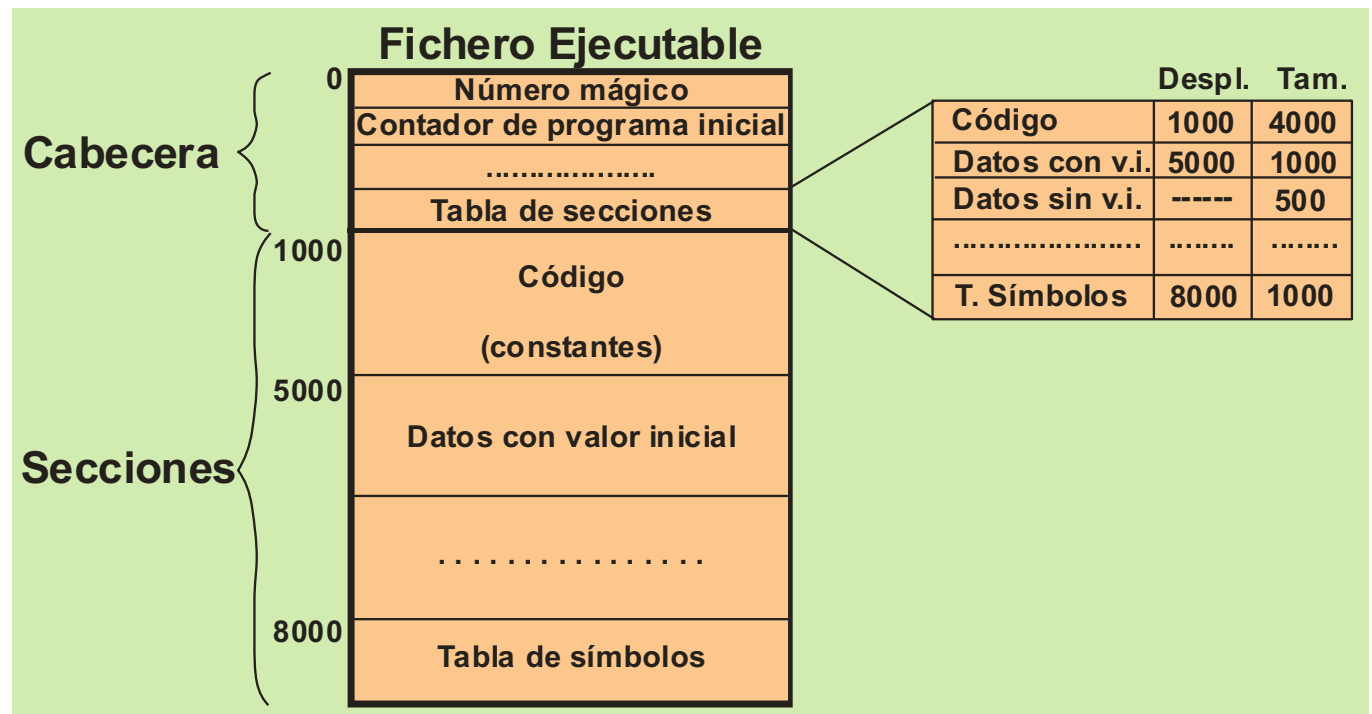 Fichero Ejecutable
0
Número mágico
Contador de programa inicial
...................
Tabla de secciones
Cabecera
1000
Código
(constantes)
5000
Datos con valor inicial
. . . . . . . . . . . . . . . .
8000
Tabla de símbolos
Secciones
Despl. Tam.
Código 1000 4000
Datos con v.i. 5000 1000
Datos sin v.i. ------ 500
...................... ....... ........
T. Símbolos 8000 1000